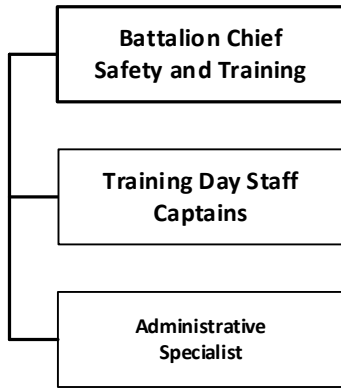 Battalion Chief
Safety and Training
Training Day Staff
Captains
Administrative
Specialist